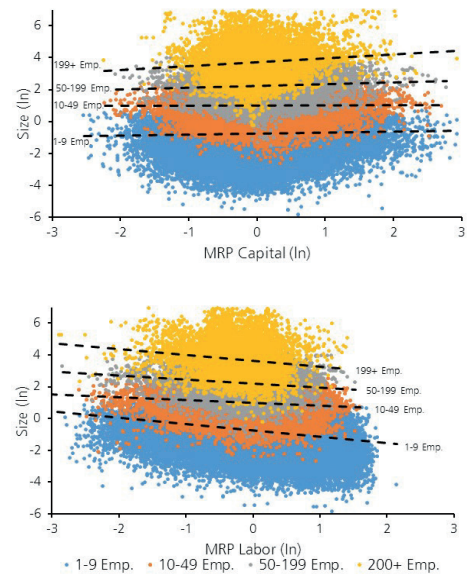 6
4
2
0
-2
-4
-6
Size (ln)
199+ Emp.
50-199 Emp.
10-49 Emp.
1-9 Emp.
-3 -2 -1 0 1 2 3
MRP Capital (ln)
6
4
2
0
-2
-4
-6
Size (ln)
199+ Emp.
50-199 Emp.
10-49 Emp.
1-9 Emp.
-3 -2 -1 0 1 2 3
MRP Labor (ln)
1-9 Emp. 10-49 Emp. 50-199 Emp. 200+ Emp.